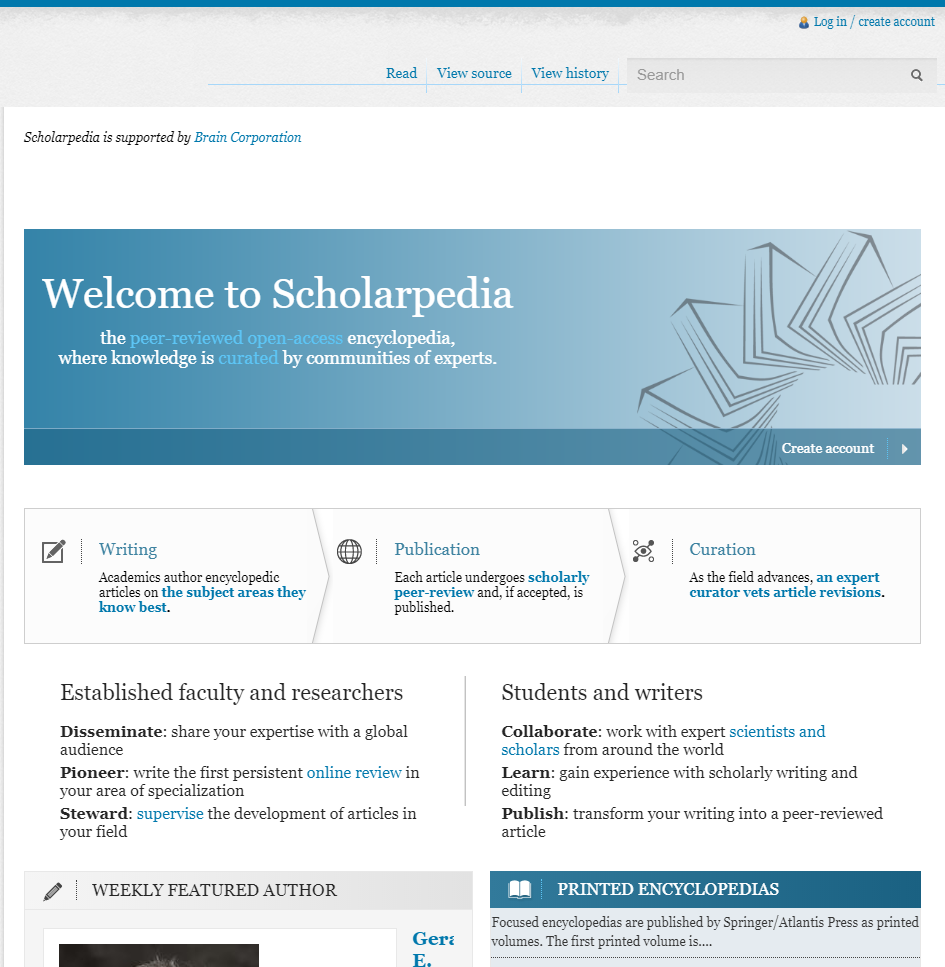 Log in / create account
Read View source View history Search
Scholarpedia is supported by Brain Corporation
Welcome to Scholarpedia
the peer-reviewed open-access encyclopedia,
where knowledge is curated by communities of experts.
Create account
Writing
Academics author encyclopedic
articles on the subject areas they
know best.
Publication
Each article undergoes scholarly
peer-review and, if accepted, is
published.
Curation
As the field advances, an expert
curator vets article revisions.
Established faculty and researchers
Disseminate: share your expertise with a global
audience
Pioneer: write the first persistent online review in
your area of specialization
Steward: supervise the development of articles in
your field
Students and writers
Collaborate: work with expert scientists and
scholars from around the world
Learn: gain experience with scholarly writing and
editing
Publish: transform your writing into a peer-reviewed
article
WEEKLY FEATURED AUTHOR
E.
PRINTED ENCYCLOPEDIAS
Focused encyclopedias are published by Springer/Atlantis Press as printed
volumes. The first printed volume is....